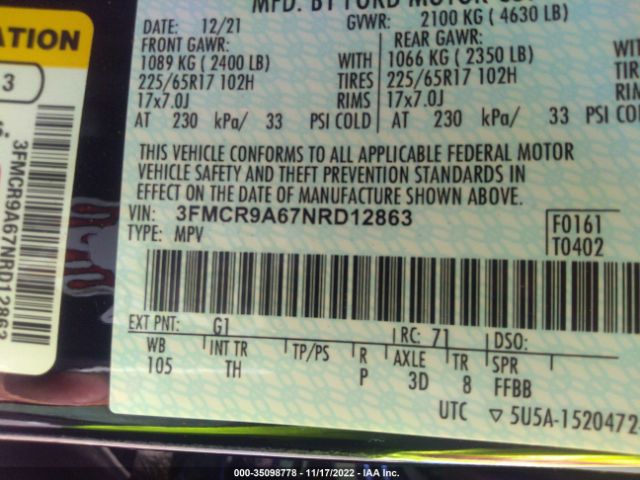 ATION
3
3FMCR9A67NRD12863
MFD. BY FORD MOTOR CO.
DATE: 12/21 GVWR: 2100 KG ( 4630 LB)
FRONT GAWR: REAR GAWR:
1089 KG ( 2400 LB) WITH 1066 KG ( 2350 LB)
225/65R17 102H TIRES 225/65R17 102H
17x7.0J RIMS 17x7.0J
AT 230 kPa/ 33 PSI COLD AT 230 kPa/ 33 PSI
THIS VEHICLE CONFORMS TO ALL APPLICABLE FEDERAL MOTOR
VEHICLE SAFETY AND THEFT PREVENTION STANDARDS IN
EFFECT ON THE DATE OF MANUFACTURE SHOWN ABOVE.
VIN: 3FMCR9A67NRD12863
TYPE: MPV
F0161
T0402
EXT PNT: G1 RC: 71 DSO:
WB INT TR TP/PS R AXLE TR SPR
105 TH P 3D 8 FFBB
UTC ▽ 5U5A-1520472-
000-35098778 - 11/17/2022 - IAA Inc.